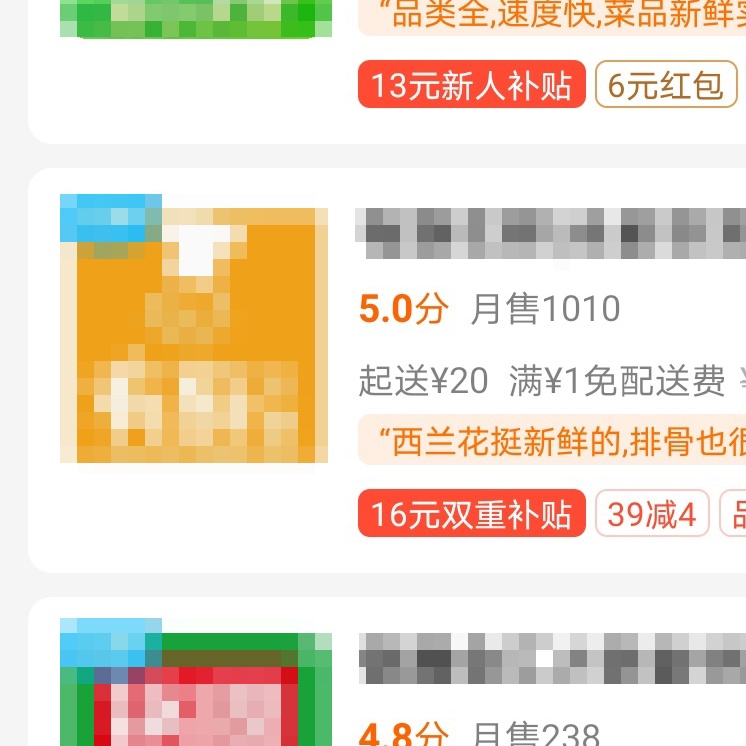 “品类全,速度快,菜品新鲜
13元新人补贴 6元红包
5.0分 月售1010
起送¥20 满¥1免配送费 ¥
“西兰花挺新鲜的,排骨也很
16元双重补贴 39减4 品
4.8分 月售238